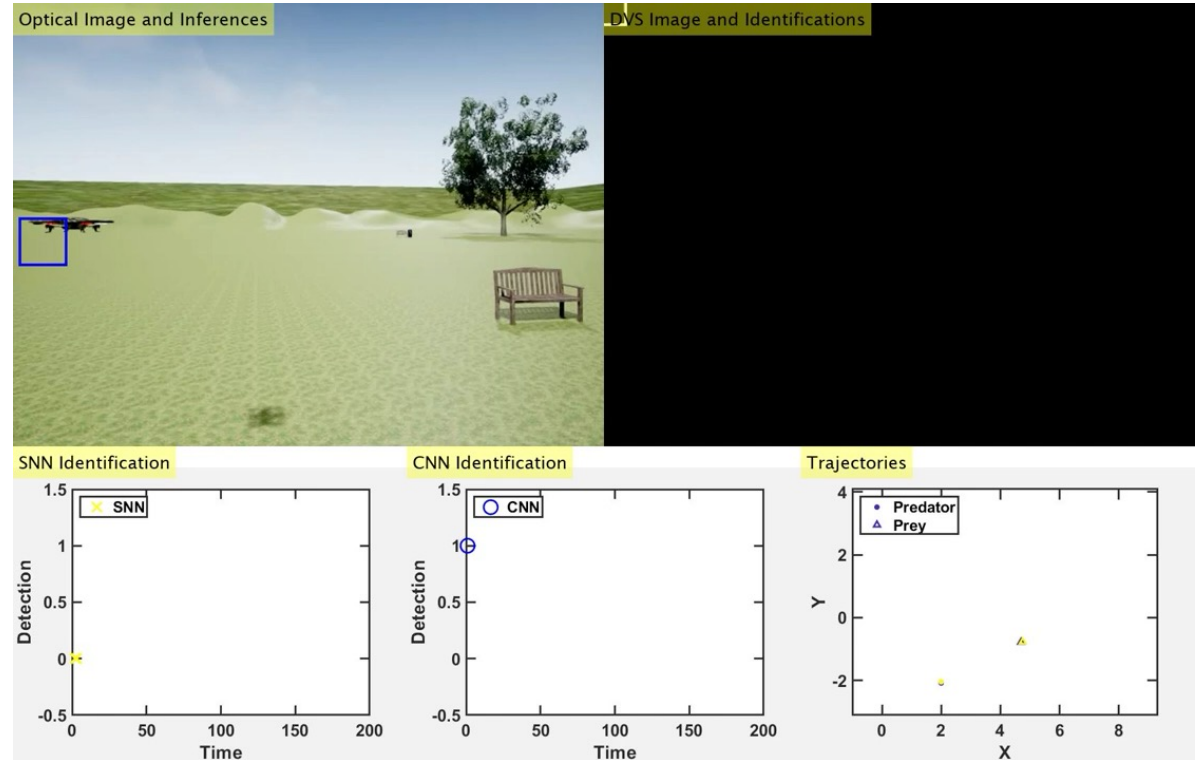 Optical Image and Inferences
DVS Image and Identifications
SNN Identification
CNN Identification
Trajectories
1.5
1
0.5
0
-0.5
Detection
SNN
0
50
100
150
200
Time
1.5
1
0.5
0
-0.5
Detection
CNN
0
50
100
150
200
Time
4
2
0
-2
Y
Predator
Prey
0
2
4
6
8
X